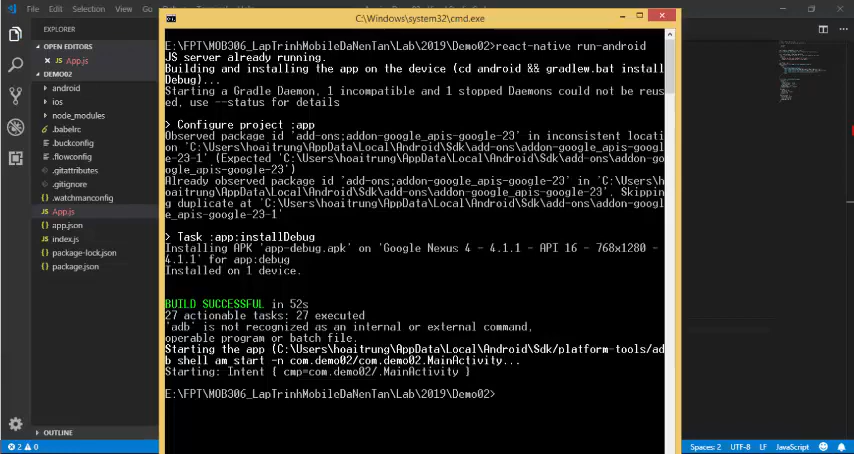 File Edit Selection View Go
C:\Windows\system32\cmd.exe
EXPLORER
OPEN EDITORS
App.js
DEMO02
android
ios
node_modules
.babelrc
.buckconfig
.flowconfig
.gitattributes
.gitignore
.watchmanconfig
App.js
app.json
index.js
package-lock.json
package.json
OUTLINE
E:\FPT\MOB306_LapTrinhMobileDaNenTan\Lab\2019\Demo02>react-native run-android
JS server already running.
Building and installing the app on the device (cd android && gradlew.bat install
Debug)...
Starting a Gradle Daemon, 1 incompatible and 1 stopped Daemons could not be reus
ed, use --status for details
> Configure project :app
Observed package id 'add-ons;addon-google_apis-google-23' in inconsistent locati
on 'C:\Users\hoaitrung\AppData\Local\Android\Sdk\add-ons\addon-google_apis-googl
e-23-1' (Expected 'C:\Users\hoaitrung\AppData\Local\Android\Sdk\add-ons\addon-go
ogle_apis-google-23')
Already observed package id 'add-ons;addon-google_apis-google-23' in 'C:\Users\h
oaitrung\AppData\Local\Android\Sdk\add-ons\addon-google_apis-google-23'. Skippin
g duplicate at 'C:\Users\hoaitrung\AppData\Local\Android\Sdk\add-ons\addon-googl
e_apis-google-23-1'
> Task :app:installDebug
Installing APK 'app-debug.apk' on 'Google Nexus 4 - 4.1.1 - API 16 - 768x1280 -
4.1.1' for app:debug
Installed on 1 device.
BUILD SUCCESSFUL in 52s
27 actionable tasks: 27 executed
'adb' is not recognized as an internal or external command,
operable program or batch file.
Starting the app (C:\Users\hoaitrung\AppData\Local\Android\Sdk/platform-tools/ad
b shell am start -n com.demo02/com.demo02.MainActivity...
Starting: Intent { cmp=com.demo02/.MainActivity }
E:\FPT\MOB306_LapTrinhMobileDaNenTan\Lab\2019\Demo02>
2 0
Spaces: 2 UTF-8 LF JavaScript